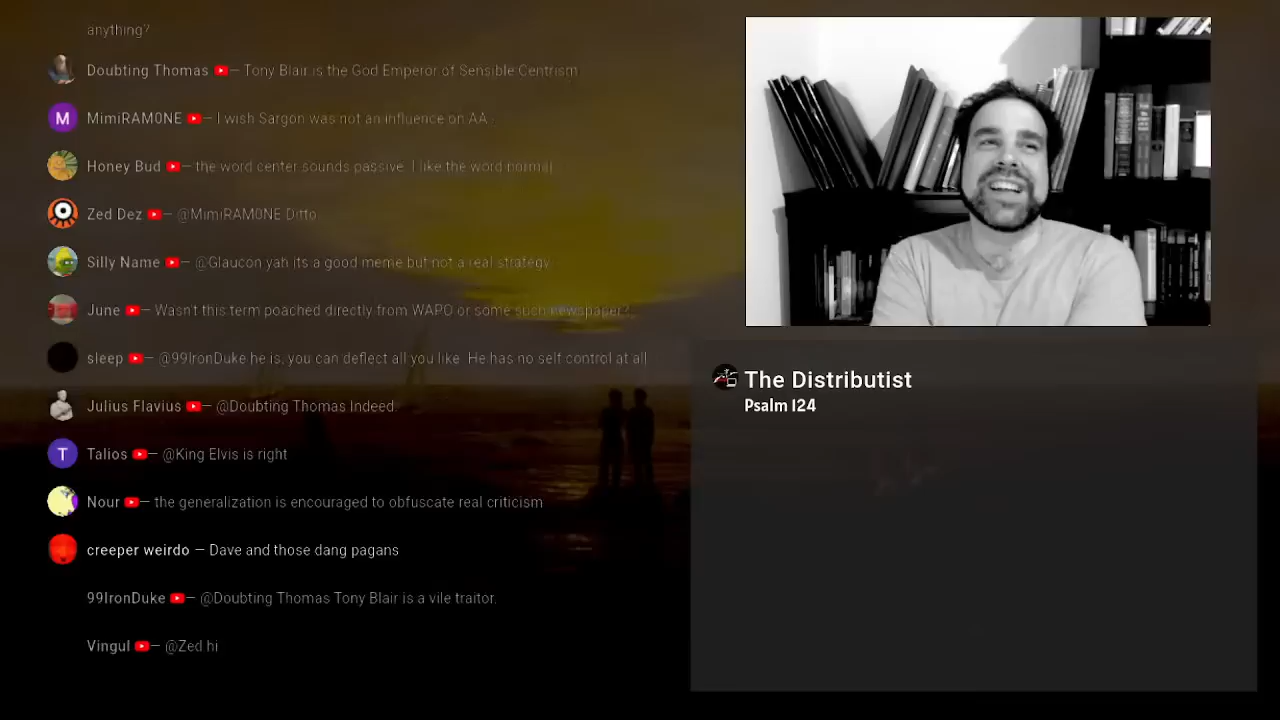 anything?
Doubting Thomas — Tony Blair is the God Emperor of Sensible Centrism
M MimiRAM0NE — I wish Sargon was not an influence on AA.
Honey Bud — the word center sounds passive. I like the word normil
Zed Dez — @MimiRAM0NE Ditto
Silly Name — @Glaucon yah its a good meme but not a real strategy
June — Wasn't this term poached directly from WAPO or some such newspaper?
sleep — @99IronDuke he is, you can deflect all you like. He has no self control at all
Julius Flavius — @Doubting Thomas Indeed.
T Talios — @King Elvis is right
Nour — the generalization is encouraged to obfuscate real criticism
creeper weirdo — Dave and those dang pagans
99IronDuke — @Doubting Thomas Tony Blair is a vile traitor.
Vingul — @Zed hi
The Distributist
Psalm 124